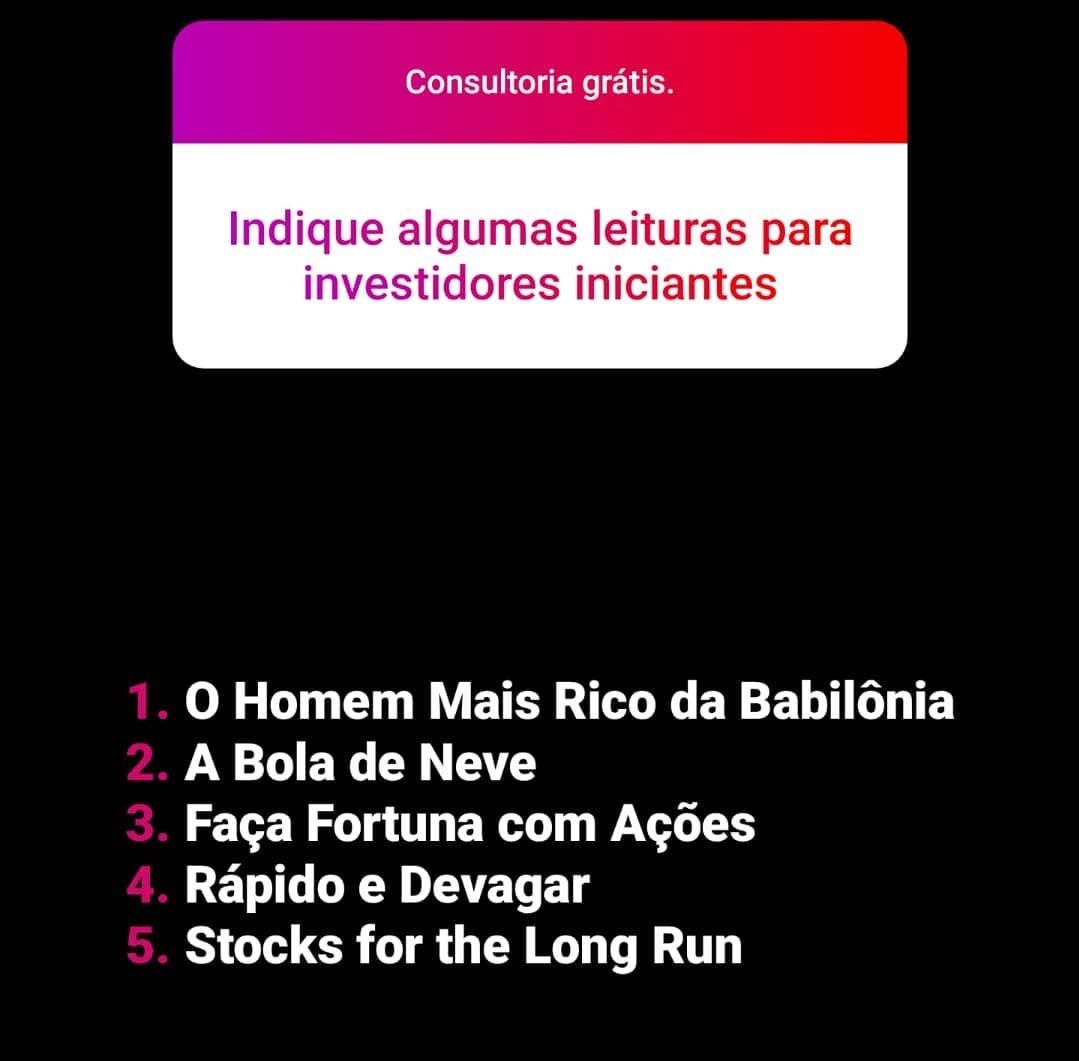 Consultoria grátis.
Indique algumas leituras para
investidores iniciantes
1. O Homem Mais Rico da Babilônia
2. A Bola de Neve
3. Faça Fortuna com Ações
4. Rápido e Devagar
5. Stocks for the Long Run